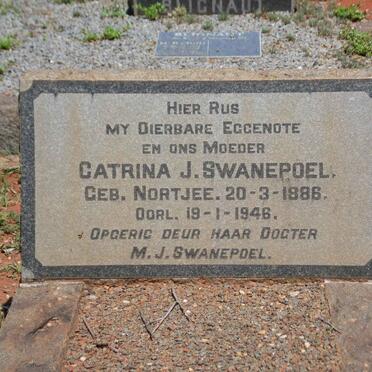 HIER RUS
MY DIERBARE EGGENOTE
EN ONS MOEDER
CATRINA J. SWANEPOEL.
GEB. NORTJEE. 20-3-1886.
OORL. 19-1-1946.
OPGERIG DEUR HAAR DOGTER
M.J. SWANEPOEL.